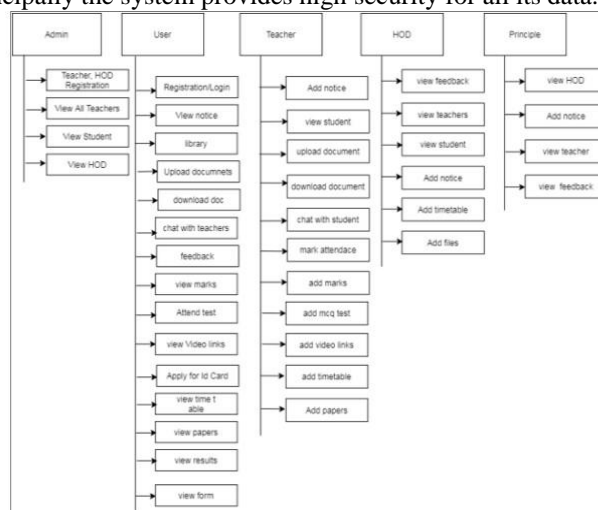 cipally the system provides high security for all its data.
Admin
User
Teacher
HOD
Principle
Teacher, HOD
Registration
View All Teachers
View Student
View HOD
Registration/Login
View notice
library
Upload documnets
download doc
chat with teachers
feedback
view marks
Attend test
view Video links
Apply for Id Card
view time t
able
view papers
view results
view form
Add notice
view student
upload document
download document
chat with student
mark attendace
add marks
add mcq test
add video links
add timetable
Add papers
view feedback
view teachers
view student
Add notice
Add timetable
Add files
view HOD
Add notice
view teacher
view feedback